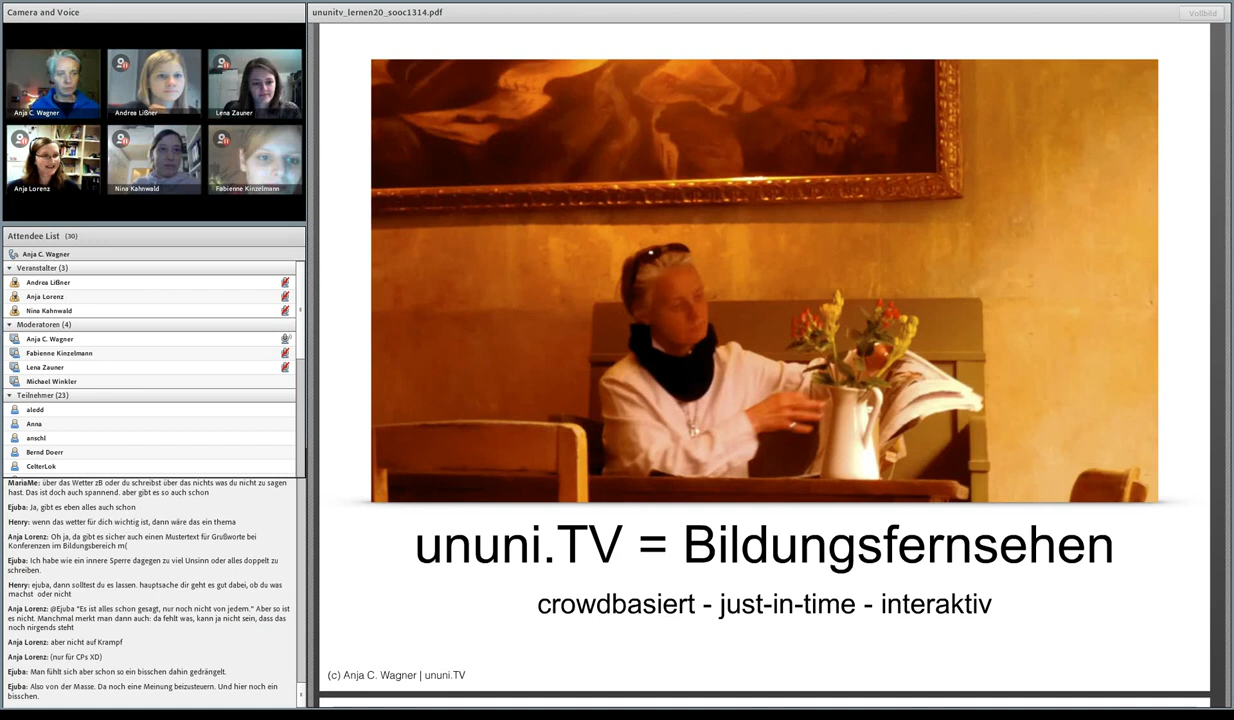 Camera and Voice
Anja C. Wagner
Andrea Lißner
Lena Zauner
Anja Lorenz
Nina Kahnwald
Fabienne Kinzelmann
Attendee List (30)
Anja C. Wagner
Veranstalter (3)
Andrea Lißner
Anja Lorenz
Nina Kahnwald
Moderatoren (4)
Anja C. Wagner
Fabienne Kinzelmann
Lena Zauner
Michael Winkler
Teilnehmer (23)
aledd
Anna
anschl
Bernd Doerr
CelterLok
MariaMe: über das Wetter zB oder du schreibst über das nichts was du nicht zu sagen
hast. Das ist doch auch spannend. aber gibt es so auch schon
Ejuba: Ja, gibt es eben alles auch schon
Henry: wenn das wetter für dich wichtig ist, dann wäre das ein thema
Anja Lorenz: Oh ja, da gibt es sicher auch einen Mustertext für Grußworte bei
Konferenzen im Bildungsbereich m(
Ejuba: Ich habe wie ein innere Sperre dagegen zu viel Unsinn oder alles doppelt zu
schreiben.
Henry: ejuba, dann solltest du es lassen. hauptsache dir geht es gut dabei, ob du was
machst oder nicht
Anja Lorenz: @Ejuba "Es ist alles schon gesagt, nur noch nicht von jedem." Aber so ist
es nicht. Manchmal merkt man dann auch: da fehlt was, kann ja nicht sein, dass das
noch nirgends steht
Anja Lorenz: aber nicht auf Krampf
Anja Lorenz: (nur für CPs XD)
Ejuba: Man fühlt sich aber schon so ein bisschen dahin gedrängelt.
Ejuba: Also von der Masse. Da noch eine Meinung beizusteuern. Und hier noch ein
bisschen.
ununitv_lernen20_sooc1314.pdf
Vollbild
ununi.TV = Bildungsfernsehen
crowdbasiert - just-in-time - interaktiv
(c) Anja C. Wagner | ununi.TV